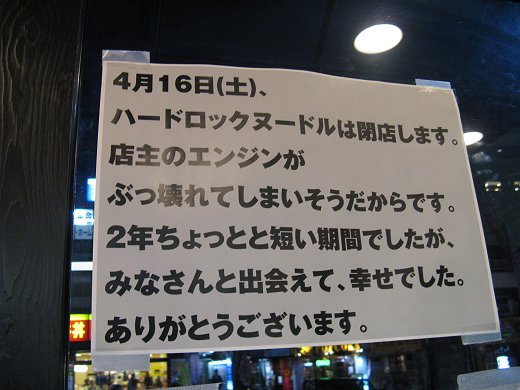 4月16日(土)、
ハードロックヌードルは閉店します。
店主のエンジンが
ぶっ壊れてしまいそうだからです。
2年ちょっとと短い期間でしたが、
みなさんと出会えて、幸せでした。
ありがとうございます。